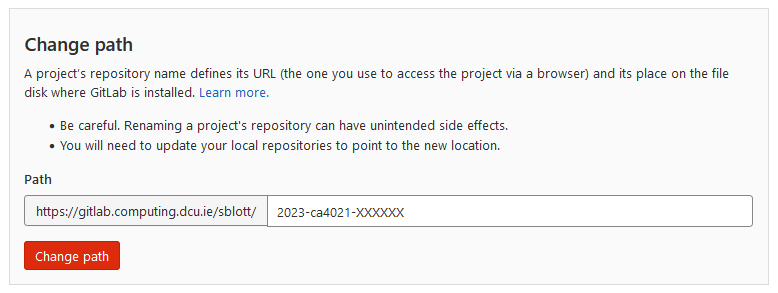 Change path
A project's repository name defines its URL (the one you use to access the project via a browser) and its place on the file
disk where GitLab is installed. Learn more.
• Be careful. Renaming a project's repository can have unintended side effects.
• You will need to update your local repositories to point to the new location.
Path
https://gitlab.computing.dcu.ie/sblott/ 2023-ca4021-XXXXXX
Change path